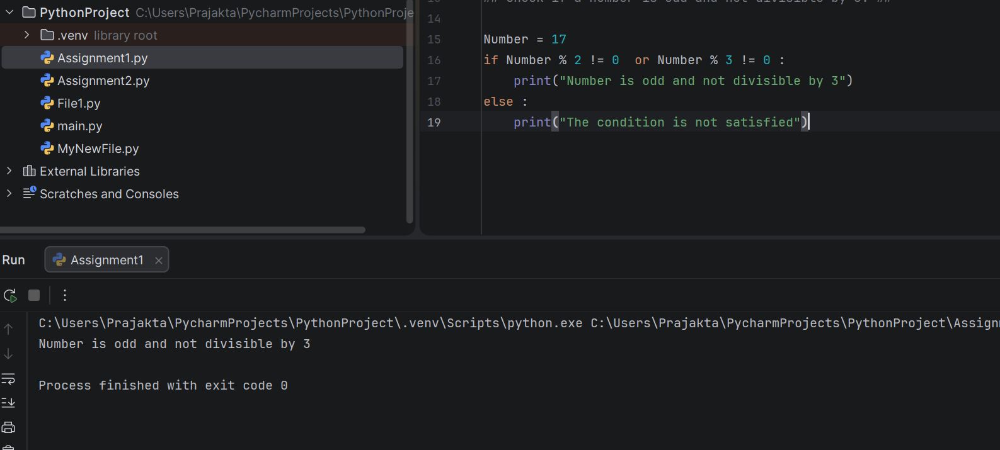 PythonProject C:\Users\Prajakta\PycharmProjects\PythonProje
.venv library root
Assignment1.py
Assignment2.py
File1.py
main.py
MyNewFile.py
External Libraries
Scratches and Consoles
14
15 Number = 17
16 if Number % 2 != 0  or Number % 3 != 0 :
17     print("Number is odd and not divisible by 3")
18 else :
19     print("The condition is not satisfied")
Run Assignment1
C:\Users\Prajakta\PycharmProjects\PythonProject\.venv\Scripts\python.exe C:\Users\Prajakta\PycharmProjects\PythonProject\Assign
Number is odd and not divisible by 3
Process finished with exit code 0